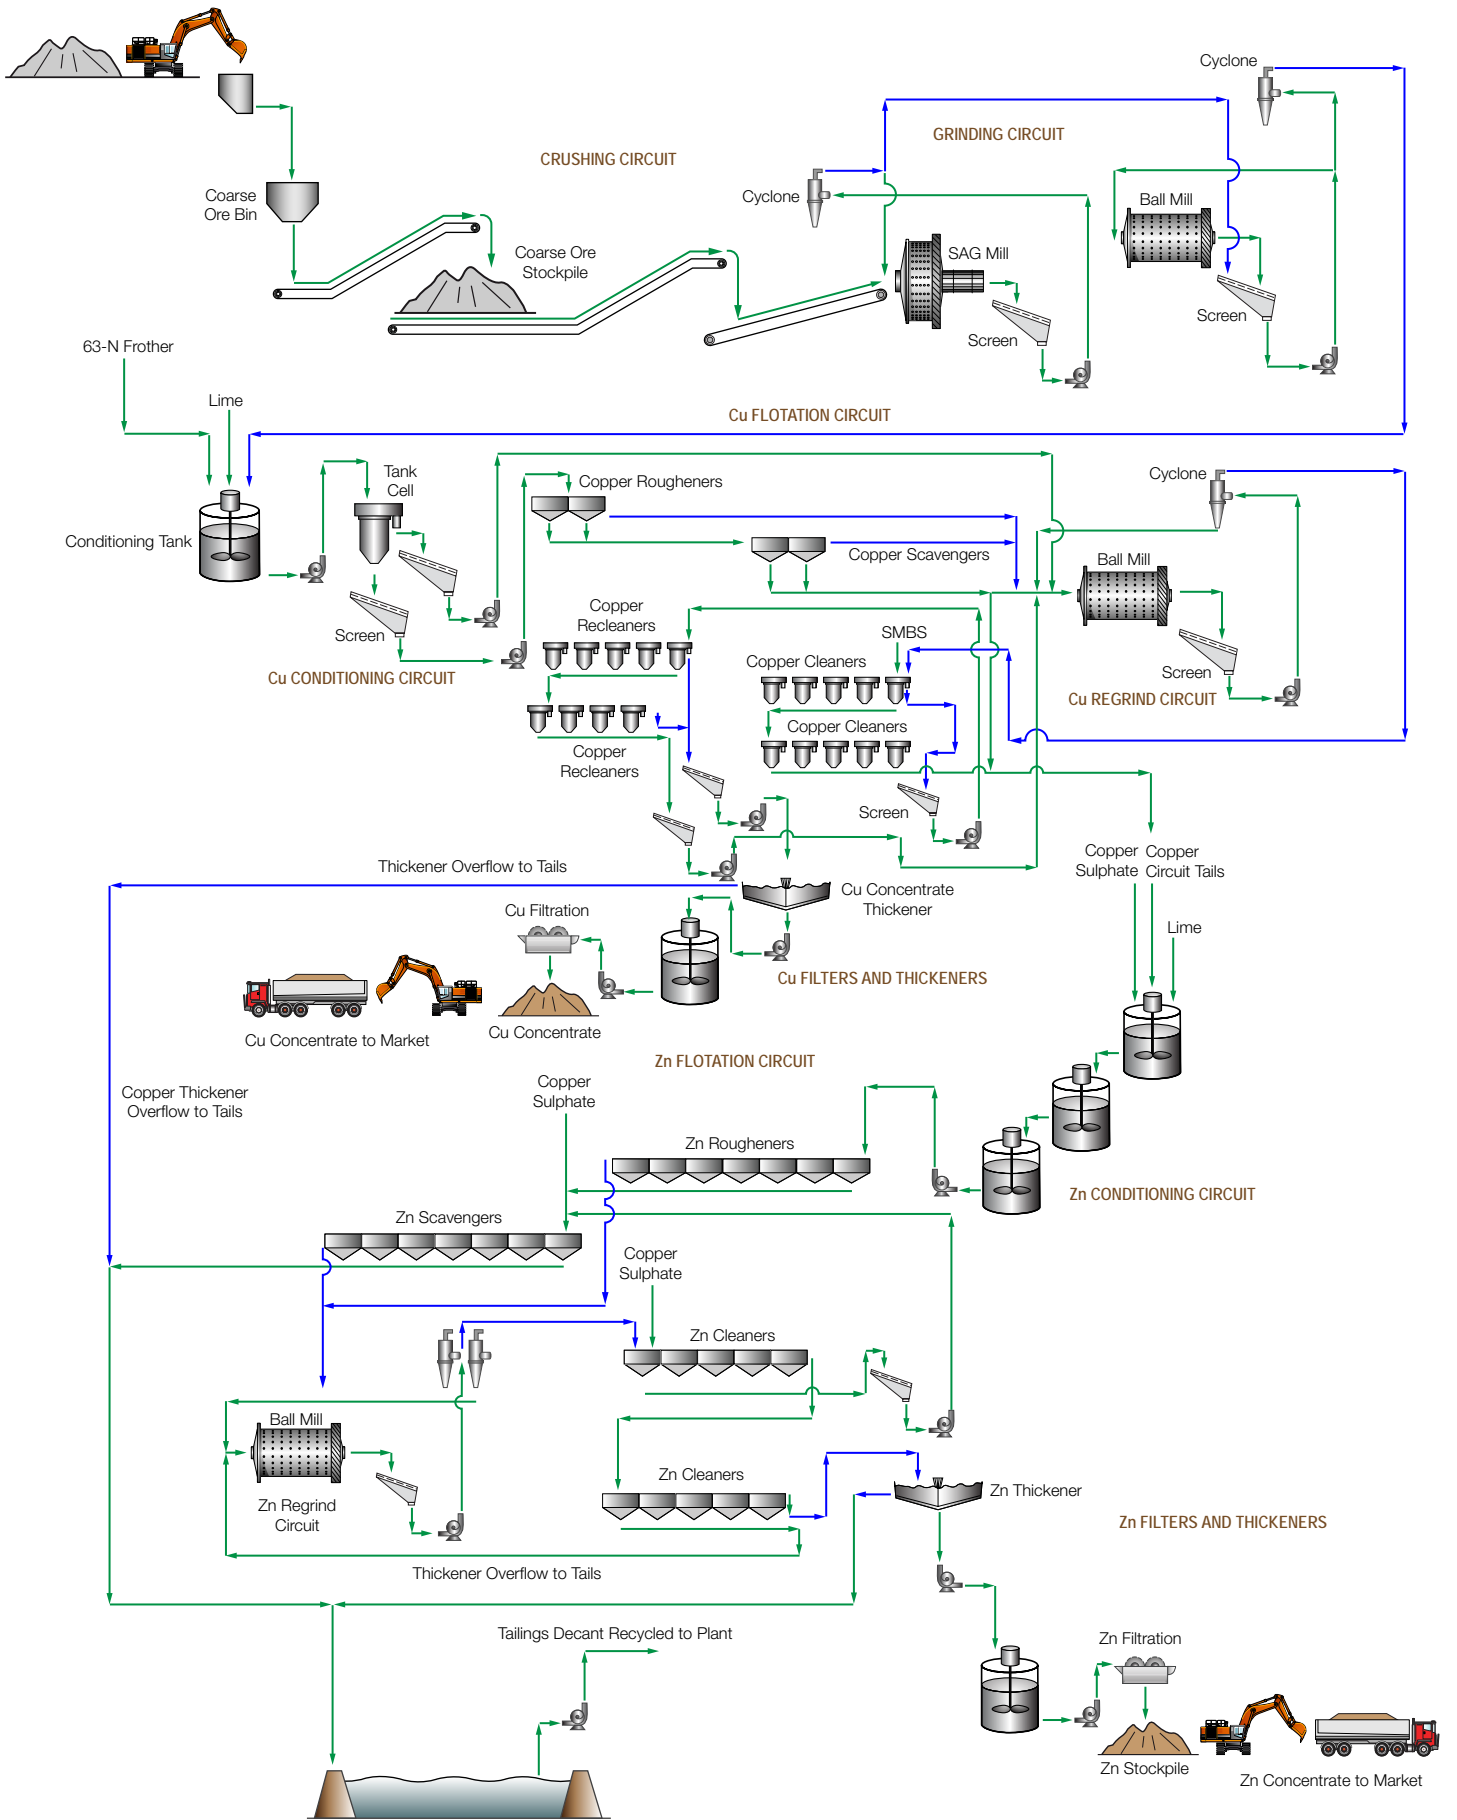 Cyclone
GRINDING CIRCUIT
CRUSHING CIRCUIT
Coarse
Ore Bin
Cyclone
Ball Mill
Coarse Ore
Stockpile
SAG Mill
Screen
Screen
63-N Frother
Lime
Cu FLOTATION CIRCUIT
Tank
Cell
Copper Rougheners
Cyclone
Conditioning Tank
Copper Scavengers
Ball Mill
Copper
Recleaners
Screen
SMBS
Copper Cleaners
Screen
Cu CONDITIONING CIRCUIT
Cu REGRIND CIRCUIT
Copper Cleaners
Copper
Recleaners
Screen
Thickener Overflow to Tails
Copper
Sulphate
Copper
Circuit Tails
Cu Concentrate
Thickener
Cu Filtration
Lime
Cu FILTERS AND THICKENERS
Cu Concentrate
Cu Concentrate to Market
Zn FLOTATION CIRCUIT
Copper Thickener
Overflow to Tails
Copper
Sulphate
Zn Rougheners
Zn CONDITIONING CIRCUIT
Zn Scavengers
Copper
Sulphate
Zn Cleaners
Ball Mill
Zn Cleaners
Zn Thickener
Zn Regrind
Circuit
Zn FILTERS AND THICKENERS
Thickener Overflow to Tails
Tailings Decant Recycled to Plant
Zn Filtration
Zn Stockpile
Zn Concentrate to Market